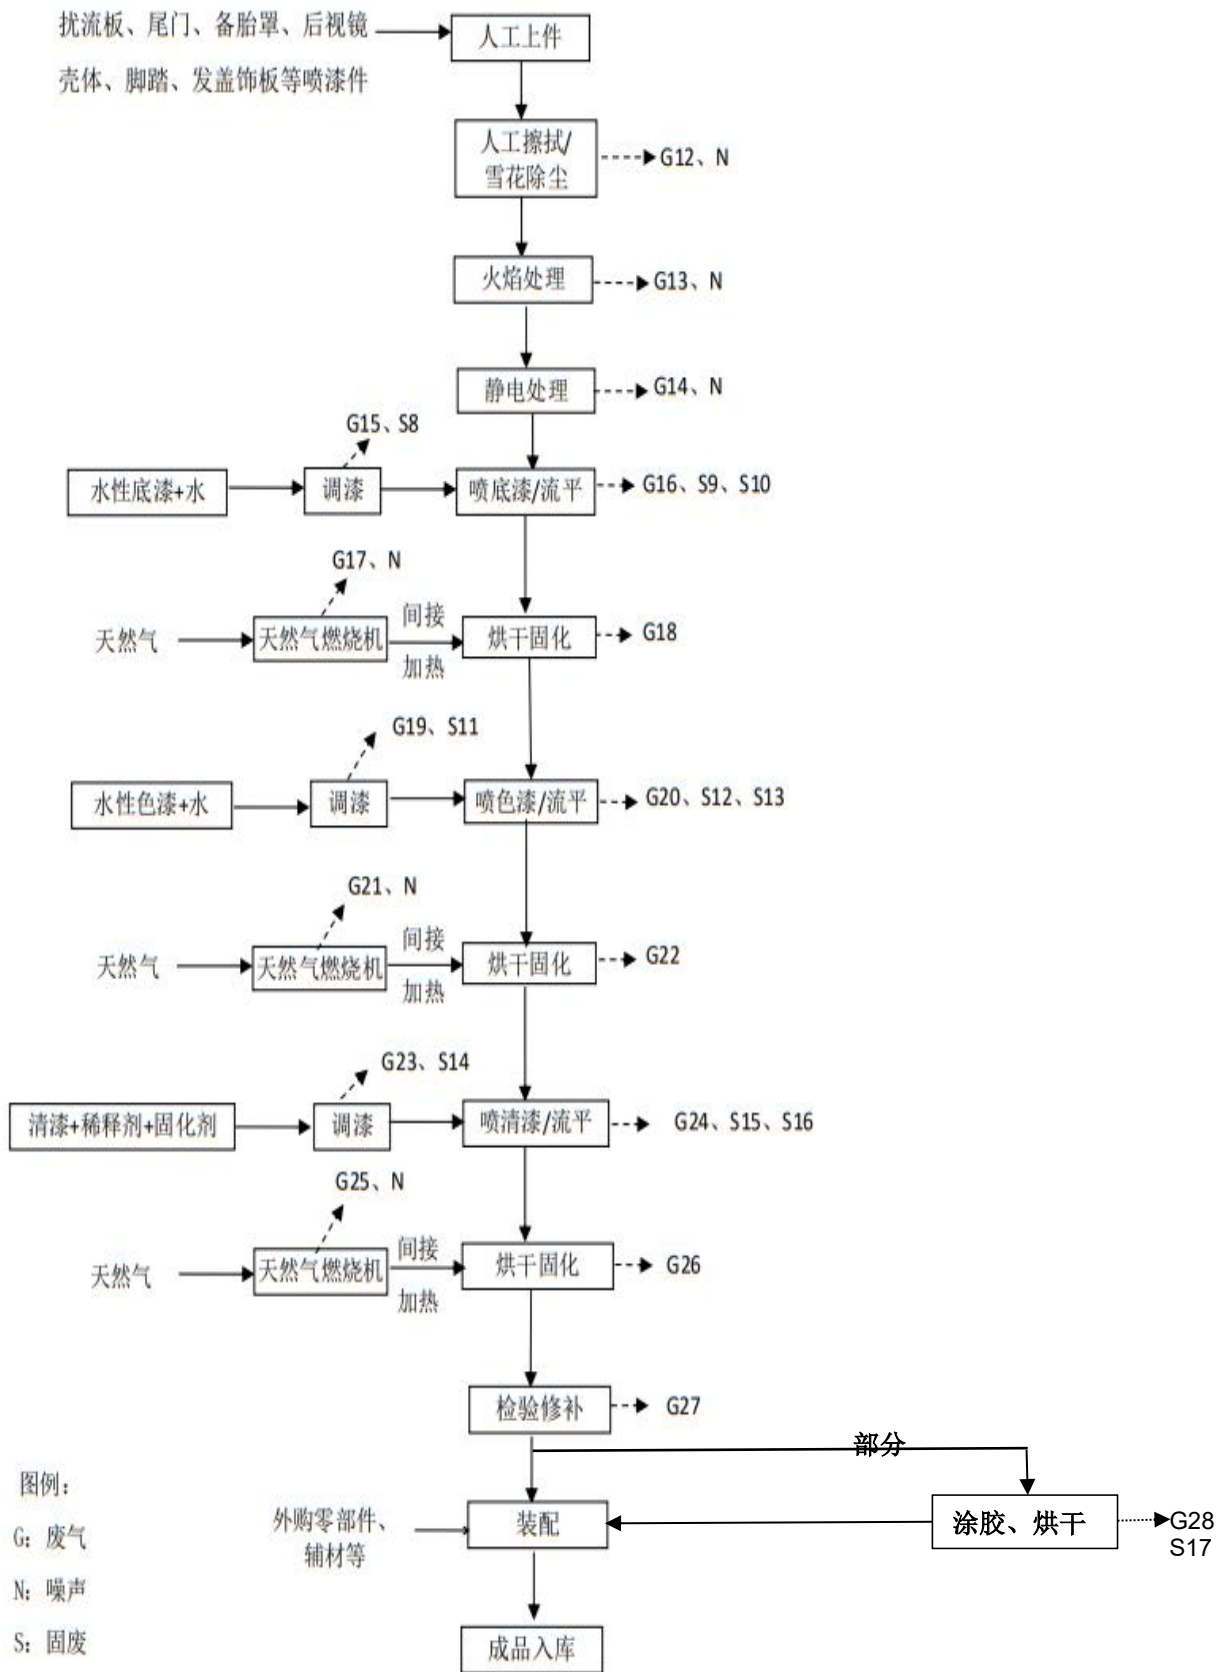 扰流板、尾门、备胎罩、后视镜
壳体、脚踏、发盖饰板等喷漆件
人工上件
人工擦拭/
雪花除尘
G12、N
火焰处理
G13、N
静电处理
G14、N
G15、S8
水性底漆+水
调漆
喷底漆/流平
G16、S9、S10
G17、N
天然气
天然气燃烧机
间接
加热
烘干固化
G18
G19、S11
水性色漆+水
调漆
喷色漆/流平
G20、S12、S13
G21、N
天然气
天然气燃烧机
间接
加热
烘干固化
G22
G23、S14
清漆+稀释剂+固化剂
调漆
喷清漆/流平
G24、S15、S16
G25、N
天然气
天然气燃烧机
间接
加热
烘干固化
G26
检验修补
G27
部分
外购零部件、
辅材等
装配
涂胶、烘干
G28
S17
成品入库
图例：
G：废气
N：噪声
S：固废